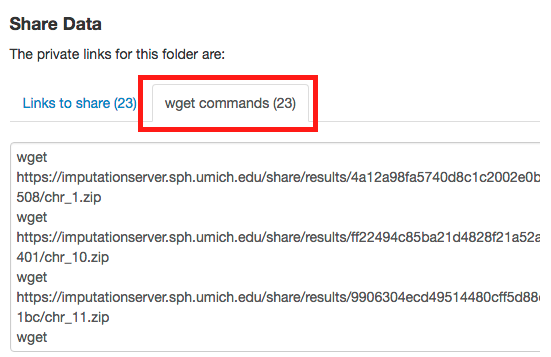 Share Data
The private links for this folder are:
Links to share (23)
wget commands (23)
wget
https://imputationserver.sph.umich.edu/share/results/4a12a98fa5740d8c1c2002e0b
508/chr_1.zip
wget
https://imputationserver.sph.umich.edu/share/results/ff22494c85ba21d4828f21a52a
401/chr_10.zip
wget
https://imputationserver.sph.umich.edu/share/results/9906304ecd49514480cff5d88
1bc/chr_11.zip
wget